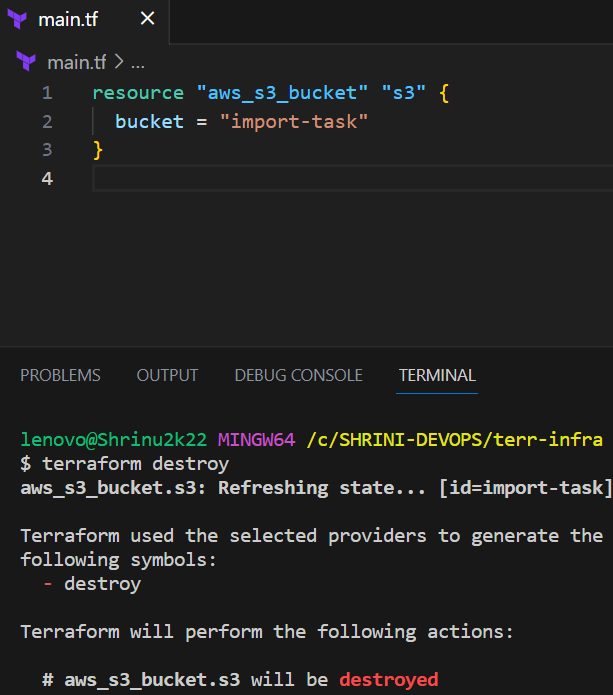 main.tf
main.tf > ...
1 resource "aws_s3_bucket" "s3" {
2 bucket = "import-task"
3 }
4
PROBLEMS OUTPUT DEBUG CONSOLE TERMINAL
lenovo@Shrinu2k22 MINGW64 /c/SHRINI-DEVOPS/terr-infra
$ terraform destroy
aws_s3_bucket.s3: Refreshing state... [id=import-task]
Terraform used the selected providers to generate the
following symbols:
- destroy
Terraform will perform the following actions:
# aws_s3_bucket.s3 will be destroyed